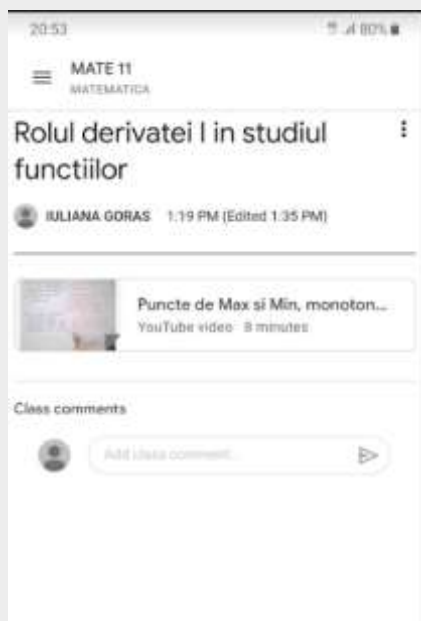 20:53
80%
MATE 11
MATEMATICA
Rolul derivatei I in studiul
functiilor
IULIANA GORAS 1:19 PM (Edited 1:35 PM)
Puncte de Max si Min, monoton...
YouTube video 8 minutes
Class comments
Add class comment...